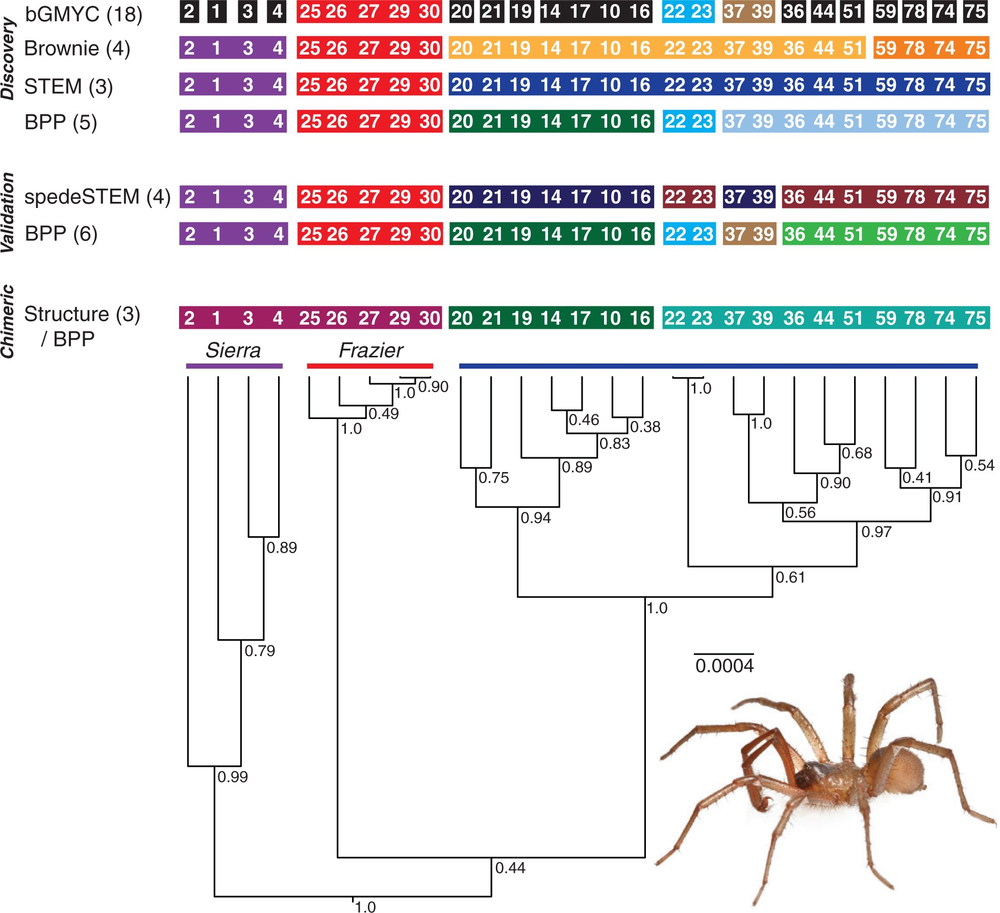 Discovery
bGMYC (18) 2 1 3 4 25 26 27 29 30 20 21 19 14 17 10 16 22 23 37 39 36 44 51 59 78 74 75
Brownie (4) 2 1 3 4 25 26 27 29 30 20 21 19 14 17 10 16 22 23 37 39 36 44 51 59 78 74 75
STEM (3) 2 1 3 4 25 26 27 29 30 20 21 19 14 17 10 16 22 23 37 39 36 44 51 59 78 74 75
BPP (5) 2 1 3 4 25 26 27 29 30 20 21 19 14 17 10 16 22 23 37 39 36 44 51 59 78 74 75
Validation
spedeSTEM (4) 2 1 3 4 25 26 27 29 30 20 21 19 14 17 10 16 22 23 37 39 36 44 51 59 78 74 75
BPP (6) 2 1 3 4 25 26 27 29 30 20 21 19 14 17 10 16 22 23 37 39 36 44 51 59 78 74 75
Chimeric
Structure (3) 2 1 3 4 25 26 27 29 30 20 21 19 14 17 10 16 22 23 37 39 36 44 51 59 78 74 75
/ BPP
Sierra Frazier
0.90
1.0 1.0
0.49
0.46 1.0
1.0 0.38
0.83
0.68
0.89 0.54
0.75 0.41
0.90
0.91
0.94 0.56
0.97
0.89
0.61
1.0
0.79
0.0004
0.99
0.44
1.0